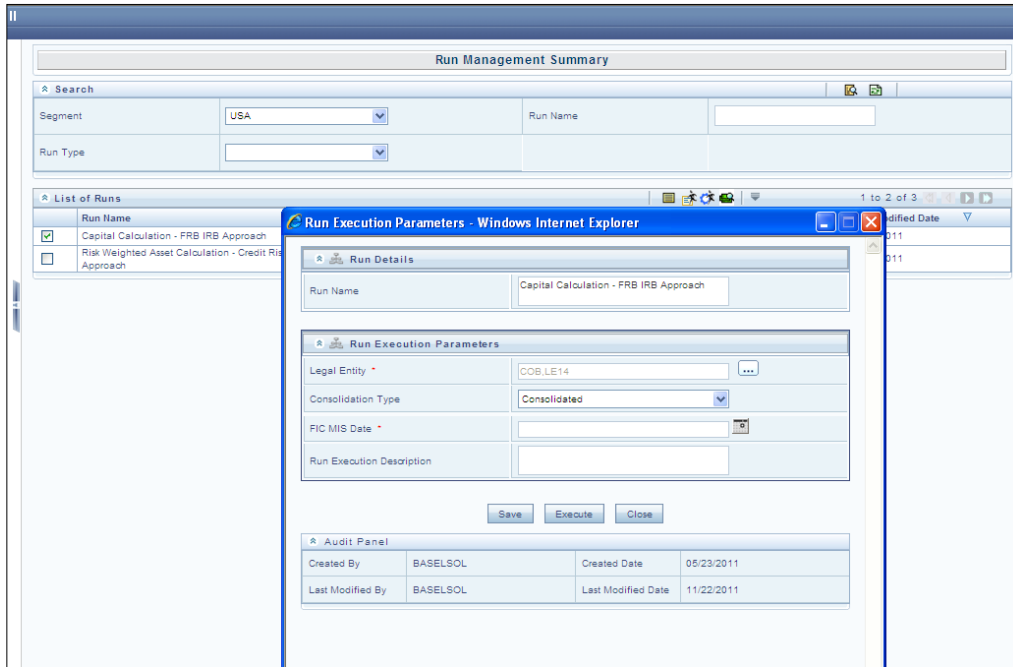 Run Management Summary
Search
Segment USA Run Name
Run Type
List of Runs 1 to 2 of 3
Run Name
Capital Calculation - FRB IRB Approach
Risk Weighted Asset Calculation - Credit
Approach
Date
011
011
Run Execution Parameters - Windows Internet Explorer
Run Details
Run Name Capital Calculation - FRB IRB Approach
Run Execution Parameters
Legal Entity * COB,LE14 ...
Consolidation Type Consolidated
FIC MIS Date *
Run Execution Description
Save Execute Close
Audit Panel
Created By BASELSOL Created Date 05/23/2011
Last Modified By BASELSOL Last Modified Date 11/22/2011